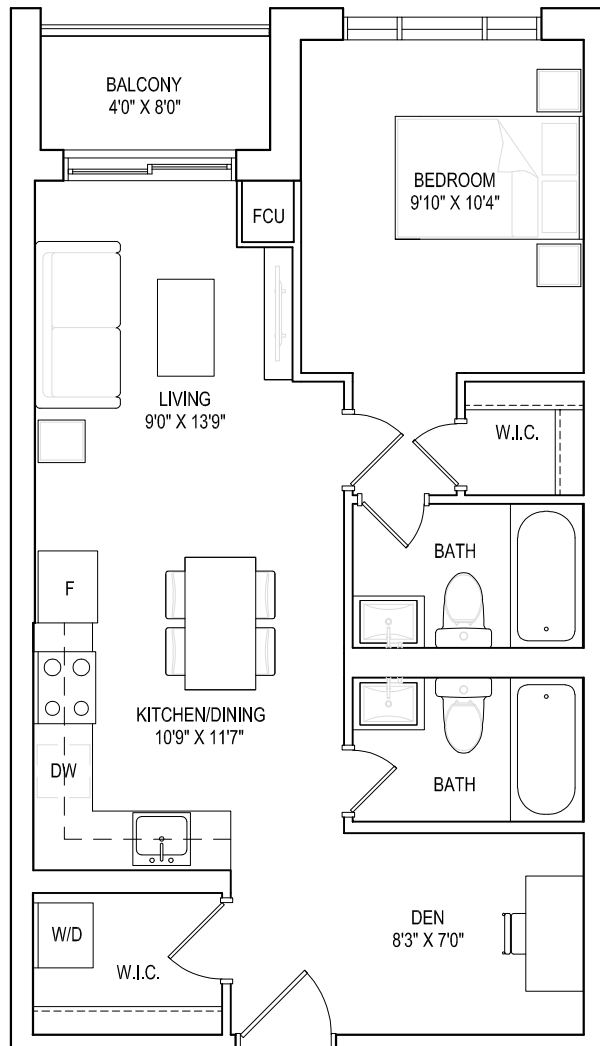 BALCONY
4'0" X 8'0"
BEDROOM
9'10" X 10'4"
FCU
LIVING
9'0" X 13'9"
W.I.C.
BATH
F
KITCHEN/DINING
10'9" X 11'7"
DW
BATH
DEN
8'3" X 7'0"
W/D
W.I.C.